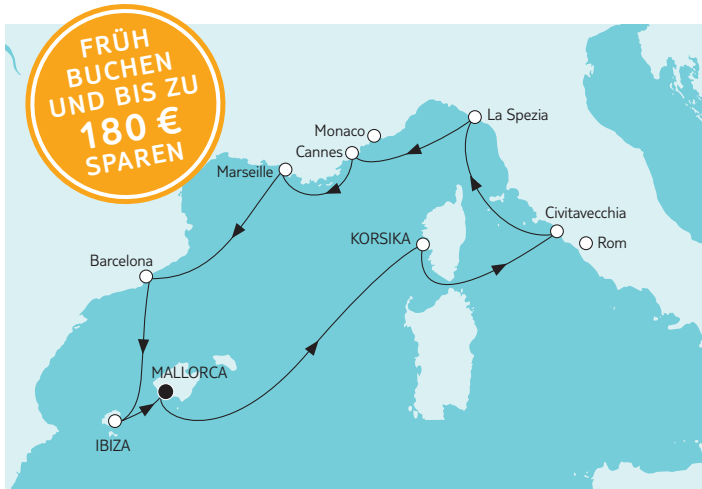 FRÜH
BUCHEN
UND BIS ZU
180 €
SPAREN
La Spezia
Monaco
Cannes
Marseille
Civitavecchia
KORSIKA
Rom
Barcelona
MALLORCA
IBIZA